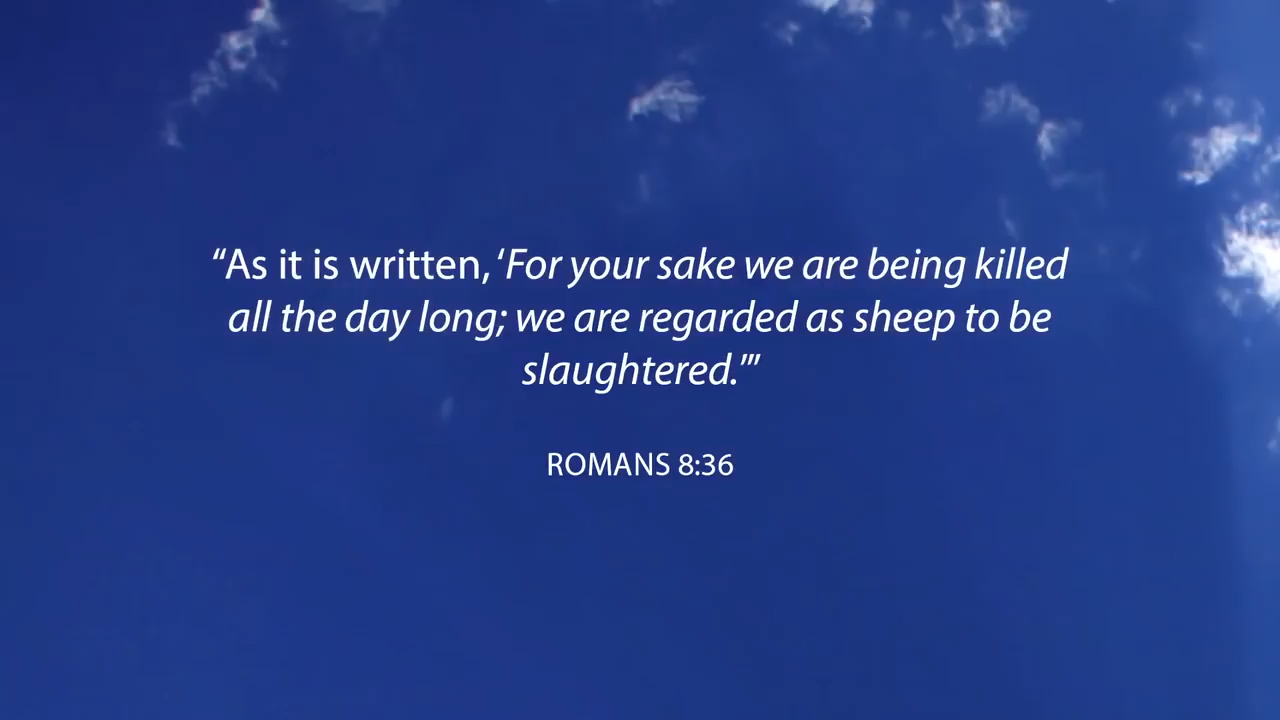 “As it is written, ‘For your sake we are being killed
all the day long; we are regarded as sheep to be
slaughtered.’”
ROMANS 8:36